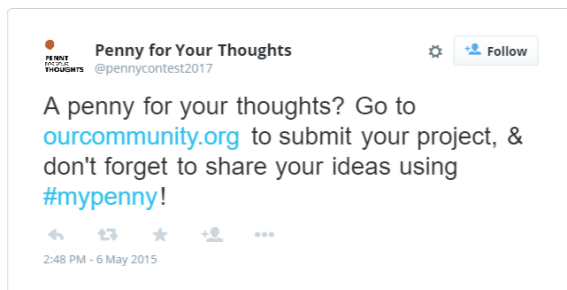 PENNT
FOR YOUR
THOUGHTS
Penny for Your Thoughts
@pennycontest2017
Follow
A penny for your thoughts? Go to
ourcommunity.org to submit your project, &
don't forget to share your ideas using
#mypenny!
2:48 PM - 6 May 2015